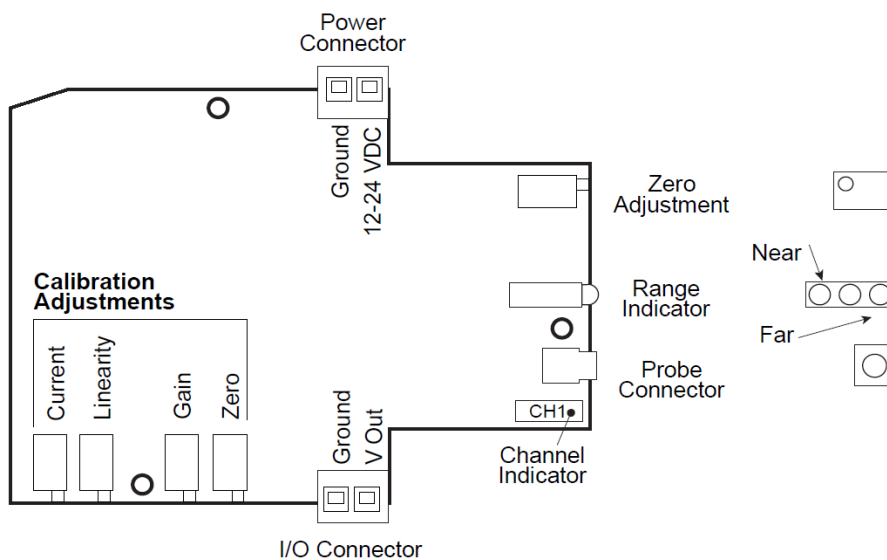 Power
Connector
Ground
12-24 VDC
Zero
Adjustment
Near
Calibration
Adjustments
Range
Indicator
Far
Current
Linearity
Gain
Zero
Probe
Connector
Ground
V Out
CH1
Channel
Indicator
I/O Connector